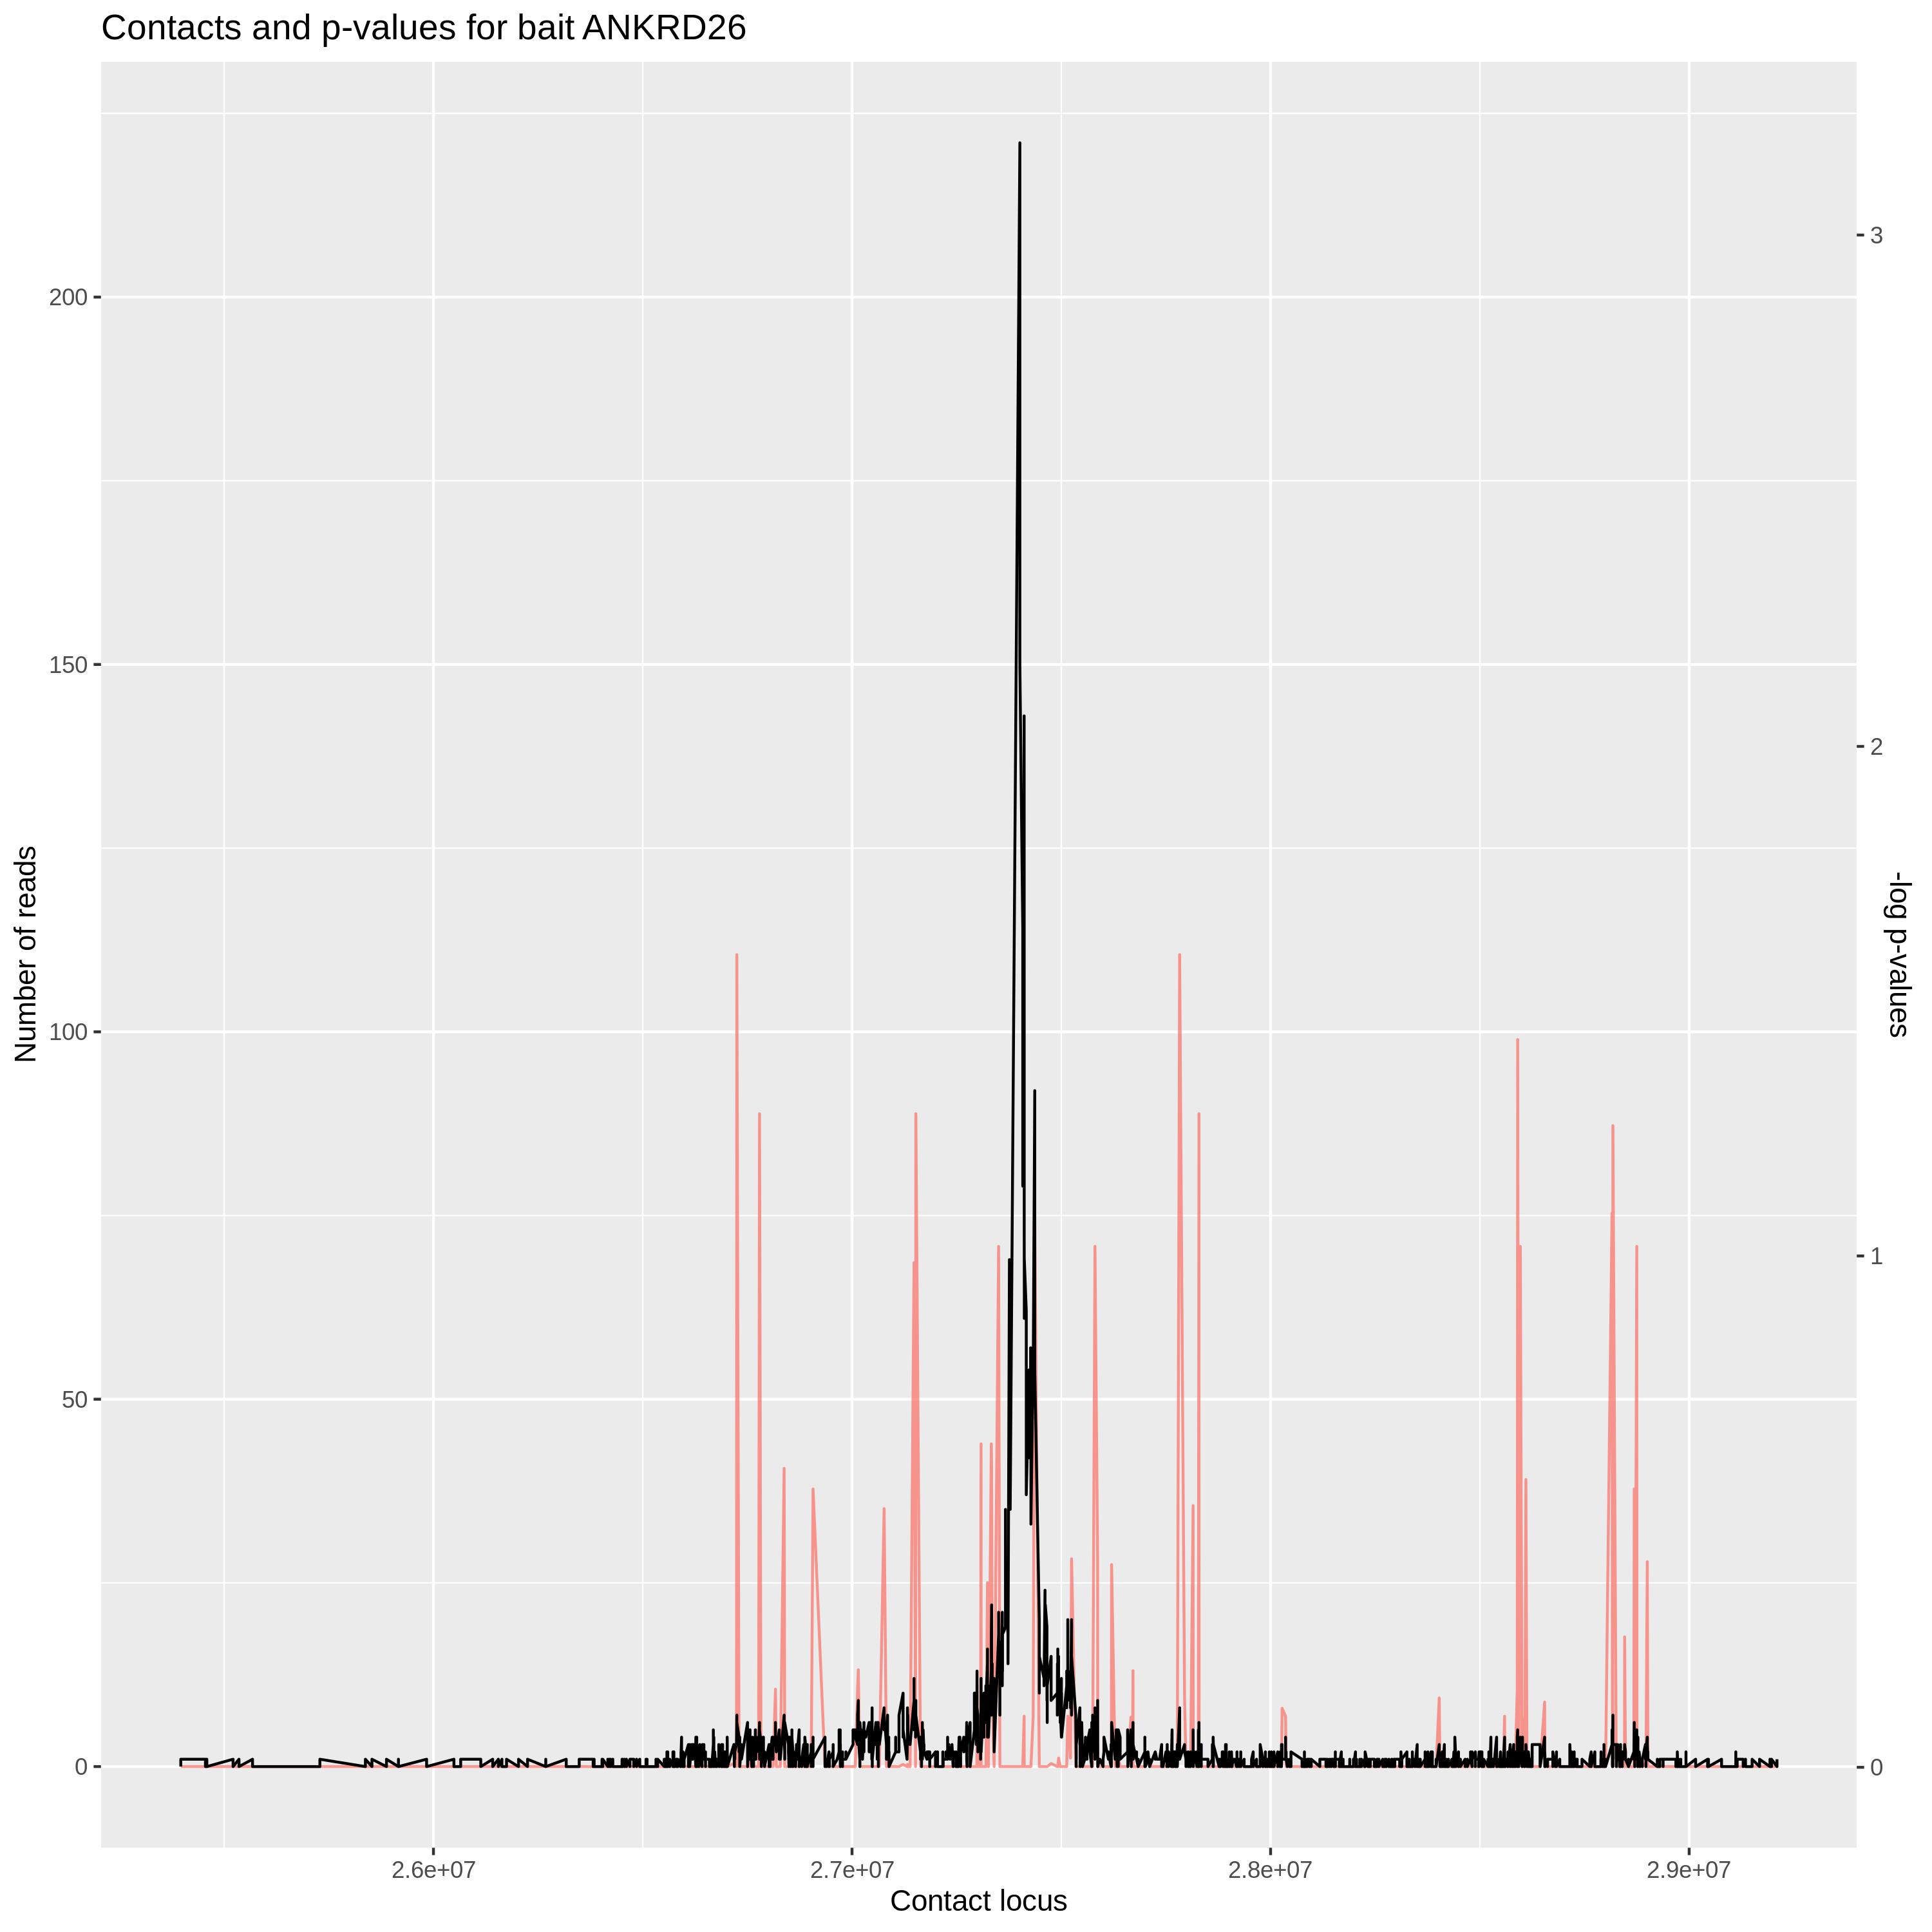 Contacts and p-values for bait ANKRD26
Number of reads
200
150
100
50
0
3
2
1
0
-log p-values
2.6e+07
2.7e+07
2.8e+07
2.9e+07
Contact locus